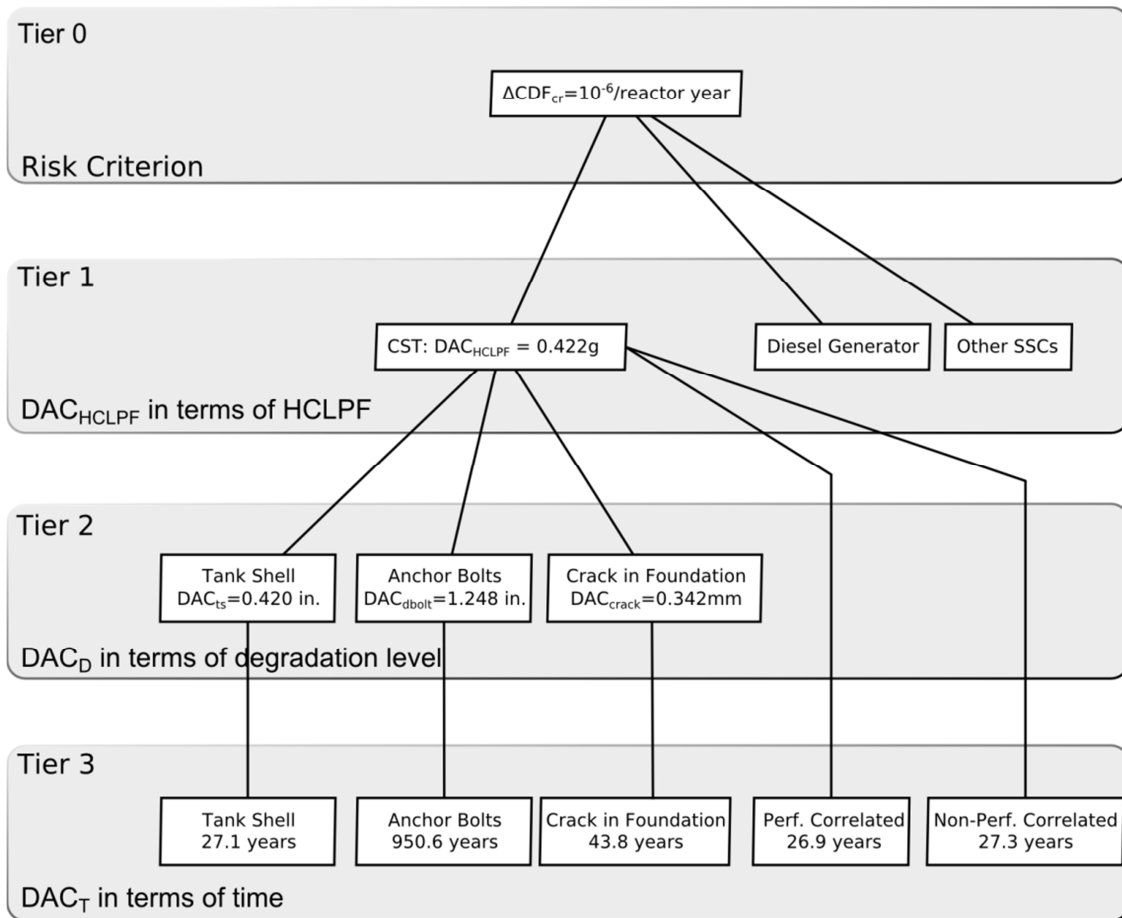 Tier 0
ΔCDFcr=10⁻⁶/reactor year
Risk Criterion
Tier 1
CST: DACHCLPF = 0.422g
Diesel Generator
Other SSCs
DACHCLPF in terms of HCLPF
Tier 2
Tank Shell
DACts=0.420 in.
Anchor Bolts
DACdbolt=1.248 in.
Crack in Foundation
DACcrack=0.342mm
DACD in terms of degradation level
Tier 3
Tank Shell
27.1 years
Anchor Bolts
950.6 years
Crack in Foundation
43.8 years
Perf. Correlated
26.9 years
Non-Perf. Correlated
27.3 years
DACT in terms of time